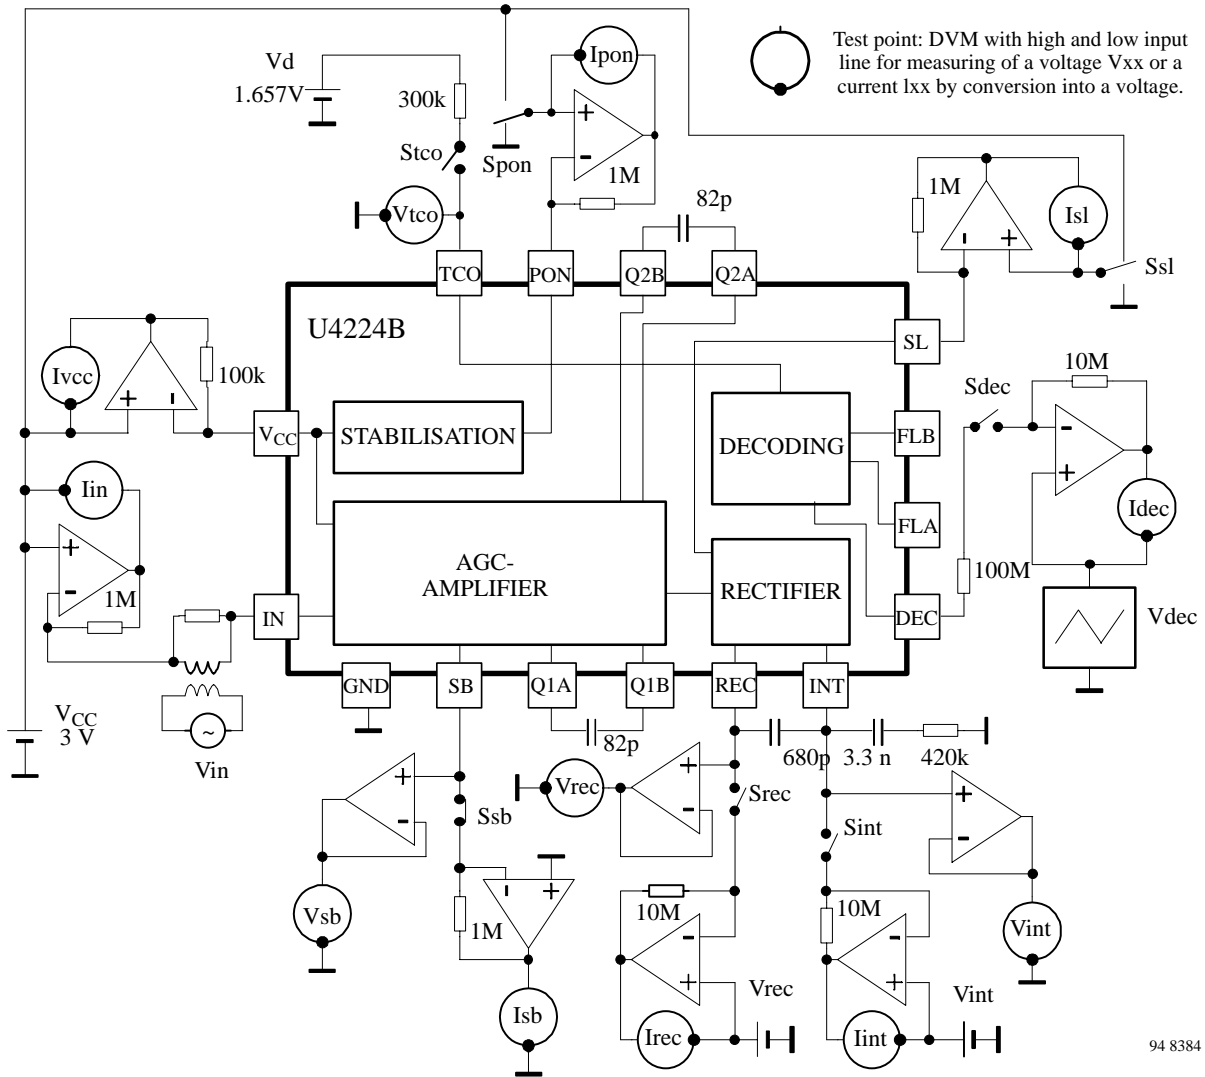 Test point: DVM with high and low input
line for measuring of a voltage Vxx or a
current lxx by conversion into a voltage.
Vd
1.657V
300k
Ipon
Stco
Spon
1M
Vtco
82p
1M
Isl
Ssl
TCO
PON
Q2B
Q2A
U4224B
SL
Ivcc
100k
10M
Sdec
VCC
STABILISATION
DECODING
FLB
Iin
FLA
Idec
AGC-
AMPLIFIER
RECTIFIER
100M
1M
IN
DEC
Vdec
GND
SB
Q1A
Q1B
REC
INT
VCC
3 V
Vin
~
82p
680p
3.3 n
420k
Vrec
Srec
Ssb
Sint
Vsb
1M
10M
10M
Vint
Isb
Vrec
Vint
Irec
Iint
94 8384